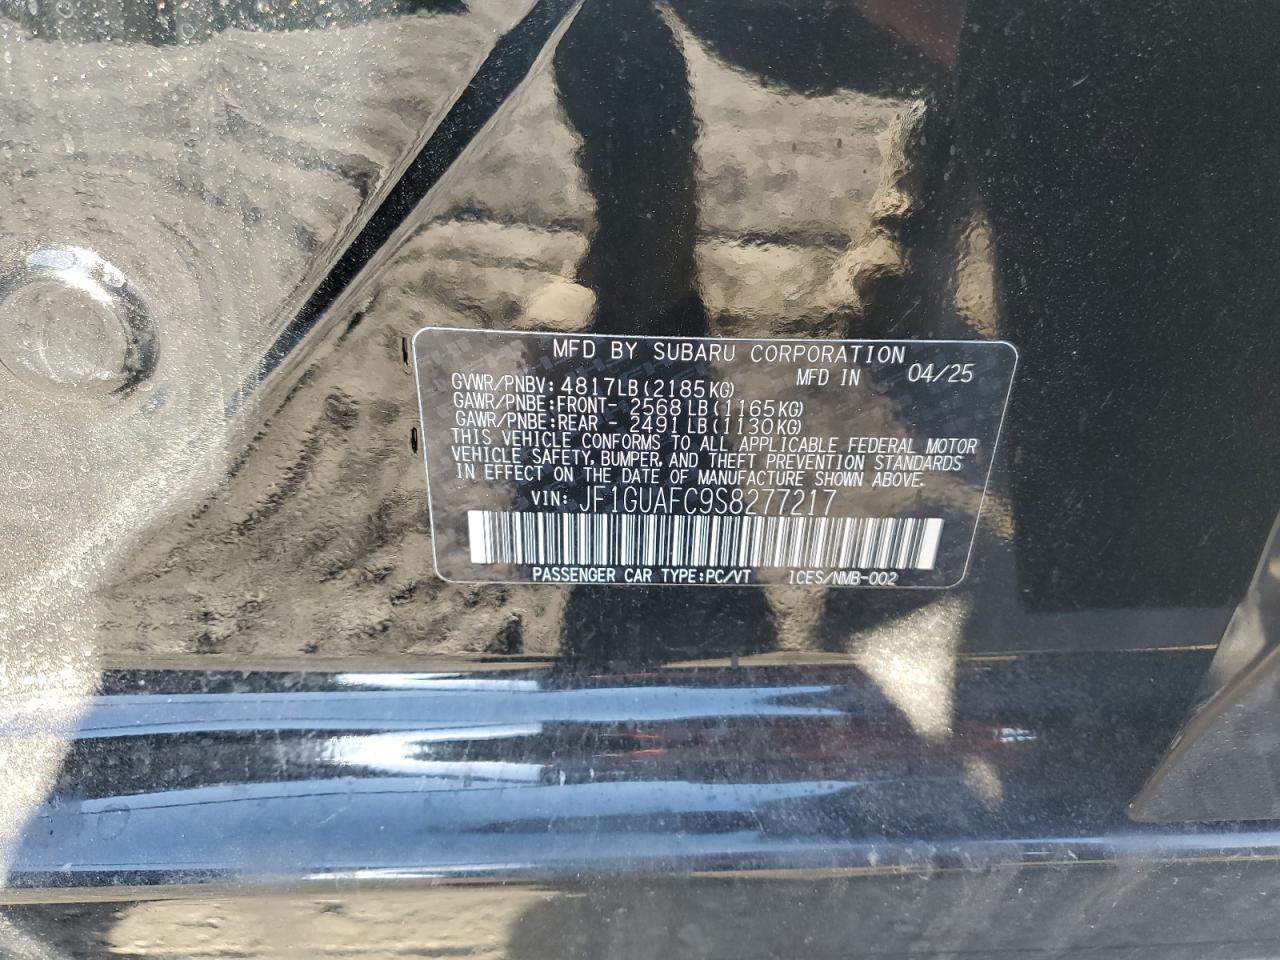 MFD BY SUBARU CORPORATION
GVWR/PNBV: 4817LB (2185KG) MFD IN 04/25
GAWR/PNBE:FRONT- 2568 LB (1165KG)
GAWR/PNBE:REAR - 2491 LB (1130KG)
THIS VEHICLE CONFORMS TO ALL APPLICABLE FEDERAL MOTOR
VEHICLE SAFETY, BUMPER, AND THEFT PREVENTION STANDARDS
IN EFFECT ON THE DATE OF MANUFACTURE SHOWN ABOVE.
VIN: JF1GUAFC9S8277217
PASSENGER CAR TYPE:PC/VT ICES/NMB-002